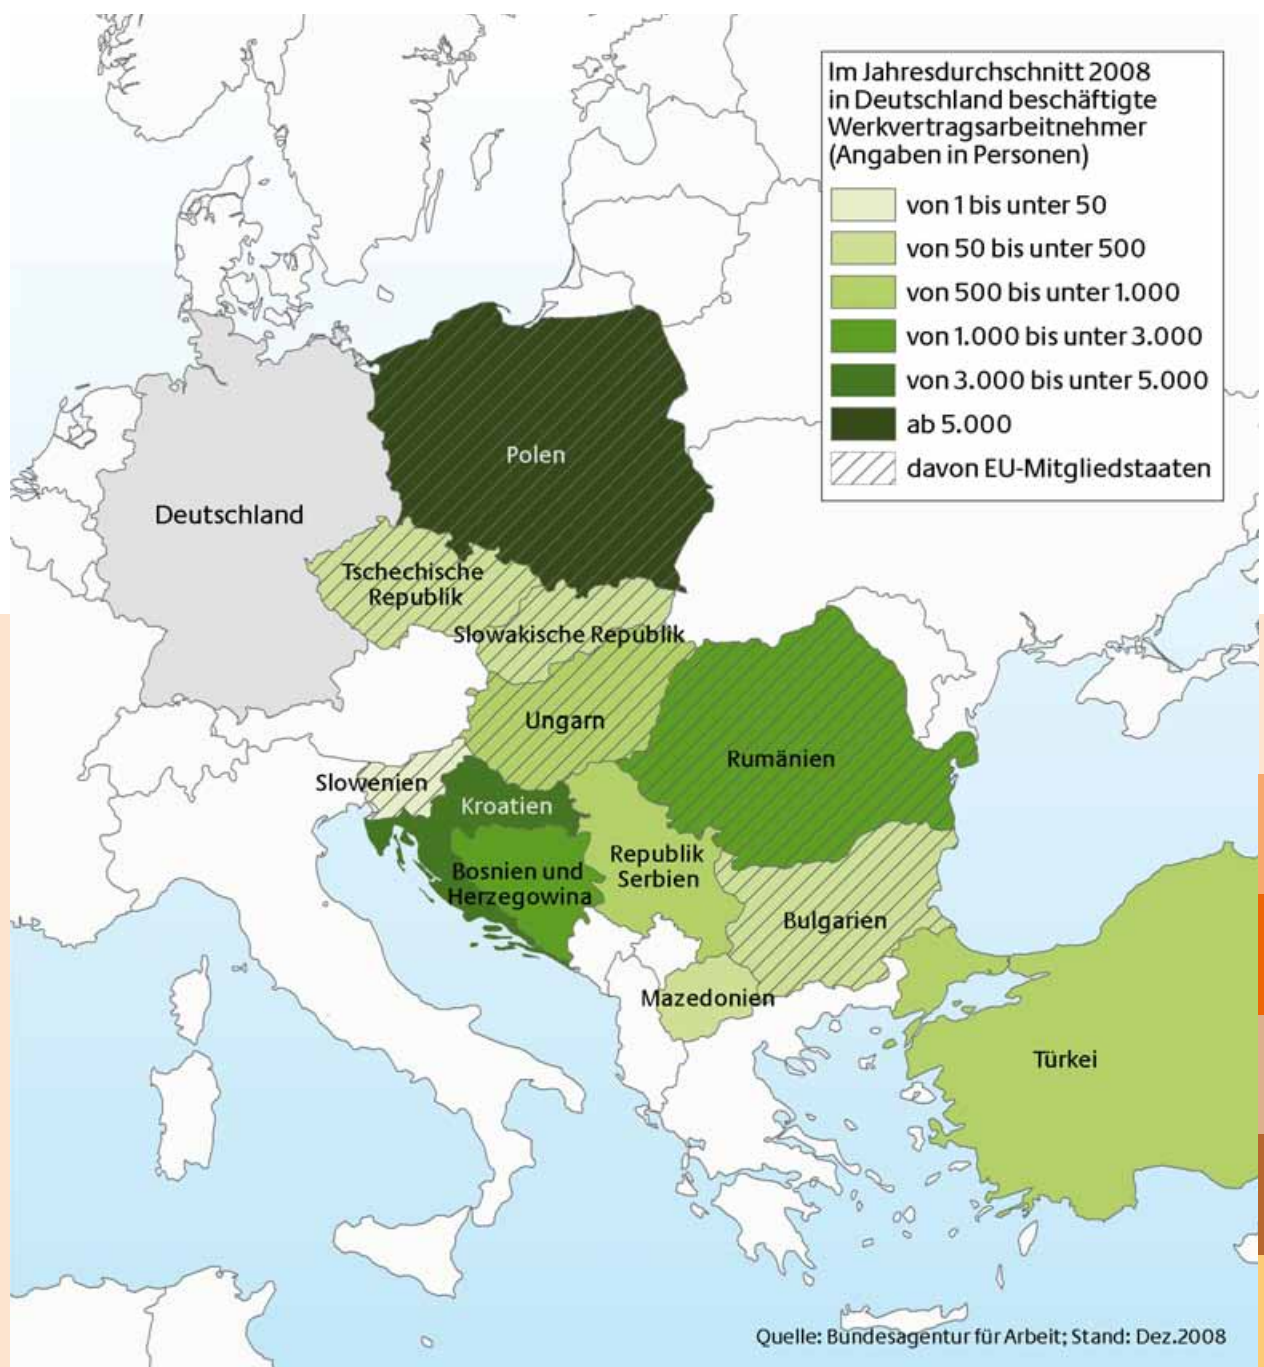 Im Jahresdurchschnitt 2008
in Deutschland beschäftigte
Werkvertragsarbeitnehmer
(Angaben in Personen)
von 1 bis unter 50
von 50 bis unter 500
von 500 bis unter 1.000
von 1.000 bis unter 3.000
von 3.000 bis unter 5.000
ab 5.000
davon EU-Mitgliedstaaten
Polen
Deutschland
Tschechische
Republik
Slowakische Republik
Ungarn
Rumänien
Slowenien
Kroatien
Republik
Serbien
Bosnien und
Herzegowina
Bulgarien
Mazedonien
Türkei
Quelle: Bundesagentur für Arbeit; Stand: Dez.2008